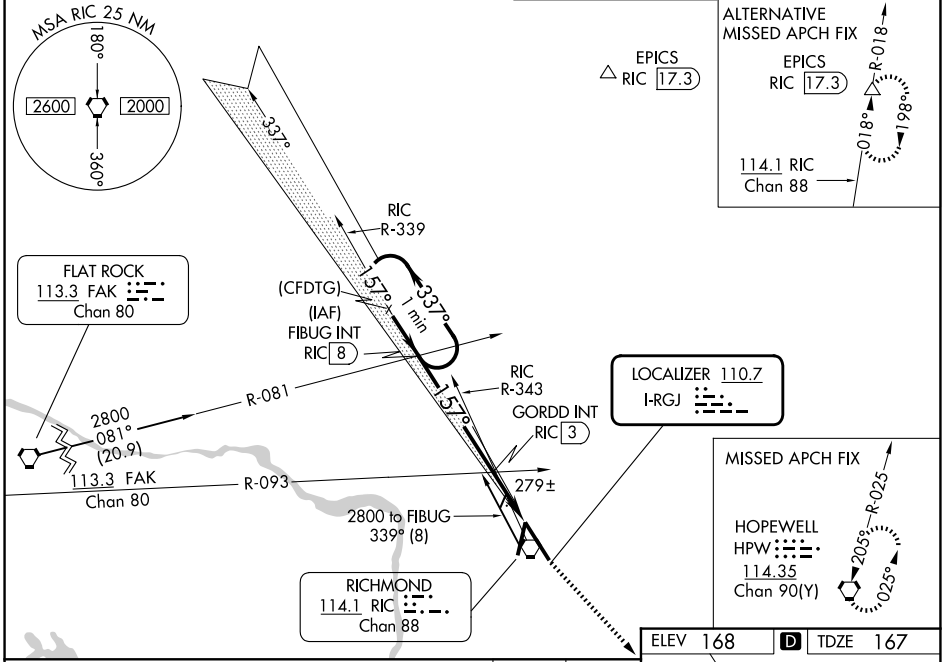 MSA RIC 25 NM
180°
2600
2000
360°
EPICS
RIC 17.3
ALTERNATIVE
MISSED APCH FIX
EPICS
RIC 17.3
R-018
018°
198°
114.1 RIC
Chan 88
337°
RIC
R-339
FLAT ROCK
113.3 FAK
Chan 80
(CFDTG)
(IAF)
FIBUG INT
RIC 8
157°
337°
1 min
RIC
R-343
LOCALIZER 110.7
I-RGJ
R-081
2800
081°
(20.9)
157°
GORDD INT
RIC 3
113.3 FAK
Chan 80
R-093
279±
2800 to FIBUG
339° (8)
MISSED APCH FIX
R-025
HOPEWELL
HPW
114.35
Chan 90(Y)
205°
025°
RICHMOND
114.1 RIC
Chan 88
ELEV 168 D TDZE 167